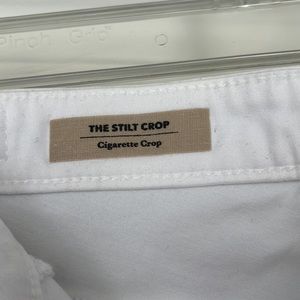 Pinch Grip
THE STILT CROP
Cigarette Crop